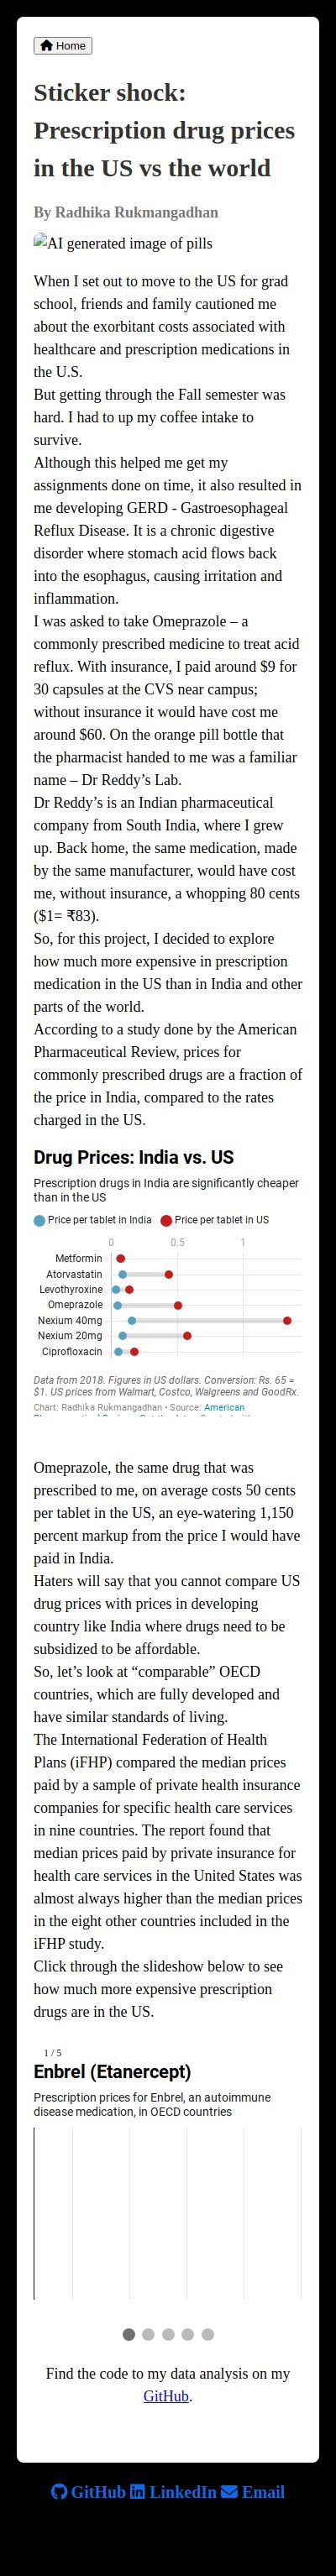 Home
Sticker shock:
Prescription drug prices
in the US vs the world
By Radhika Rukmangadhan
AI generated image of pills
When I set out to move to the US for grad
school, friends and family cautioned me
about the exorbitant costs associated with
healthcare and prescription medications in
the U.S.
But getting through the Fall semester was
hard. I had to up my coffee intake to
survive.
Although this helped me get my
assignments done on time, it also resulted in
me developing GERD - Gastroesophageal
Reflux Disease. It is a chronic digestive
disorder where stomach acid flows back
into the esophagus, causing irritation and
inflammation.
I was asked to take Omeprazole – a
commonly prescribed medicine to treat acid
reflux. With insurance, I paid around $9 for
30 capsules at the CVS near campus;
without insurance it would have cost me
around $60. On the orange pill bottle that
the pharmacist handed to me was a familiar
name – Dr Reddy’s Lab.
Dr Reddy’s is an Indian pharmaceutical
company from South India, where I grew
up. Back home, the same medication, made
by the same manufacturer, would have cost
me, without insurance, a whopping 80 cents
($1= ₹83).
So, for this project, I decided to explore
how much more expensive in prescription
medication in the US than in India and other
parts of the world.
According to a study done by the American
Pharmaceutical Review, prices for
commonly prescribed drugs are a fraction of
the price in India, compared to the rates
charged in the US.
Drug Prices: India vs. US
Prescription drugs in India are significantly cheaper
than in the US
Price per tablet in India Price per tablet in US
0 0.5 1
Metformin
Atorvastatin
Levothyroxine
Omeprazole
Nexium 40mg
Nexium 20mg
Ciprofloxacin
Data from 2018. Figures in US dollars. Conversion: Rs. 65 =
$1. US prices from Walmart, Costco, Walgreens and GoodRx.
Chart: Radhika Rukmangadhan • Source: American
Omeprazole, the same drug that was
prescribed to me, on average costs 50 cents
per tablet in the US, an eye-watering 1,150
percent markup from the price I would have
paid in India.
Haters will say that you cannot compare US
drug prices with prices in developing
country like India where drugs need to be
subsidized to be affordable.
So, let’s look at “comparable” OECD
countries, which are fully developed and
have similar standards of living.
The International Federation of Health
Plans (iFHP) compared the median prices
paid by a sample of private health insurance
companies for specific health care services
in nine countries. The report found that
median prices paid by private insurance for
health care services in the United States was
almost always higher than the median prices
in the eight other countries included in the
iFHP study.
Click through the slideshow below to see
how much more expensive prescription
drugs are in the US.
1 / 5
Enbrel (Etanercept)
Prescription prices for Enbrel, an autoimmune
disease medication, in OECD countries
Find the code to my data analysis on my
GitHub.
GitHub LinkedIn Email